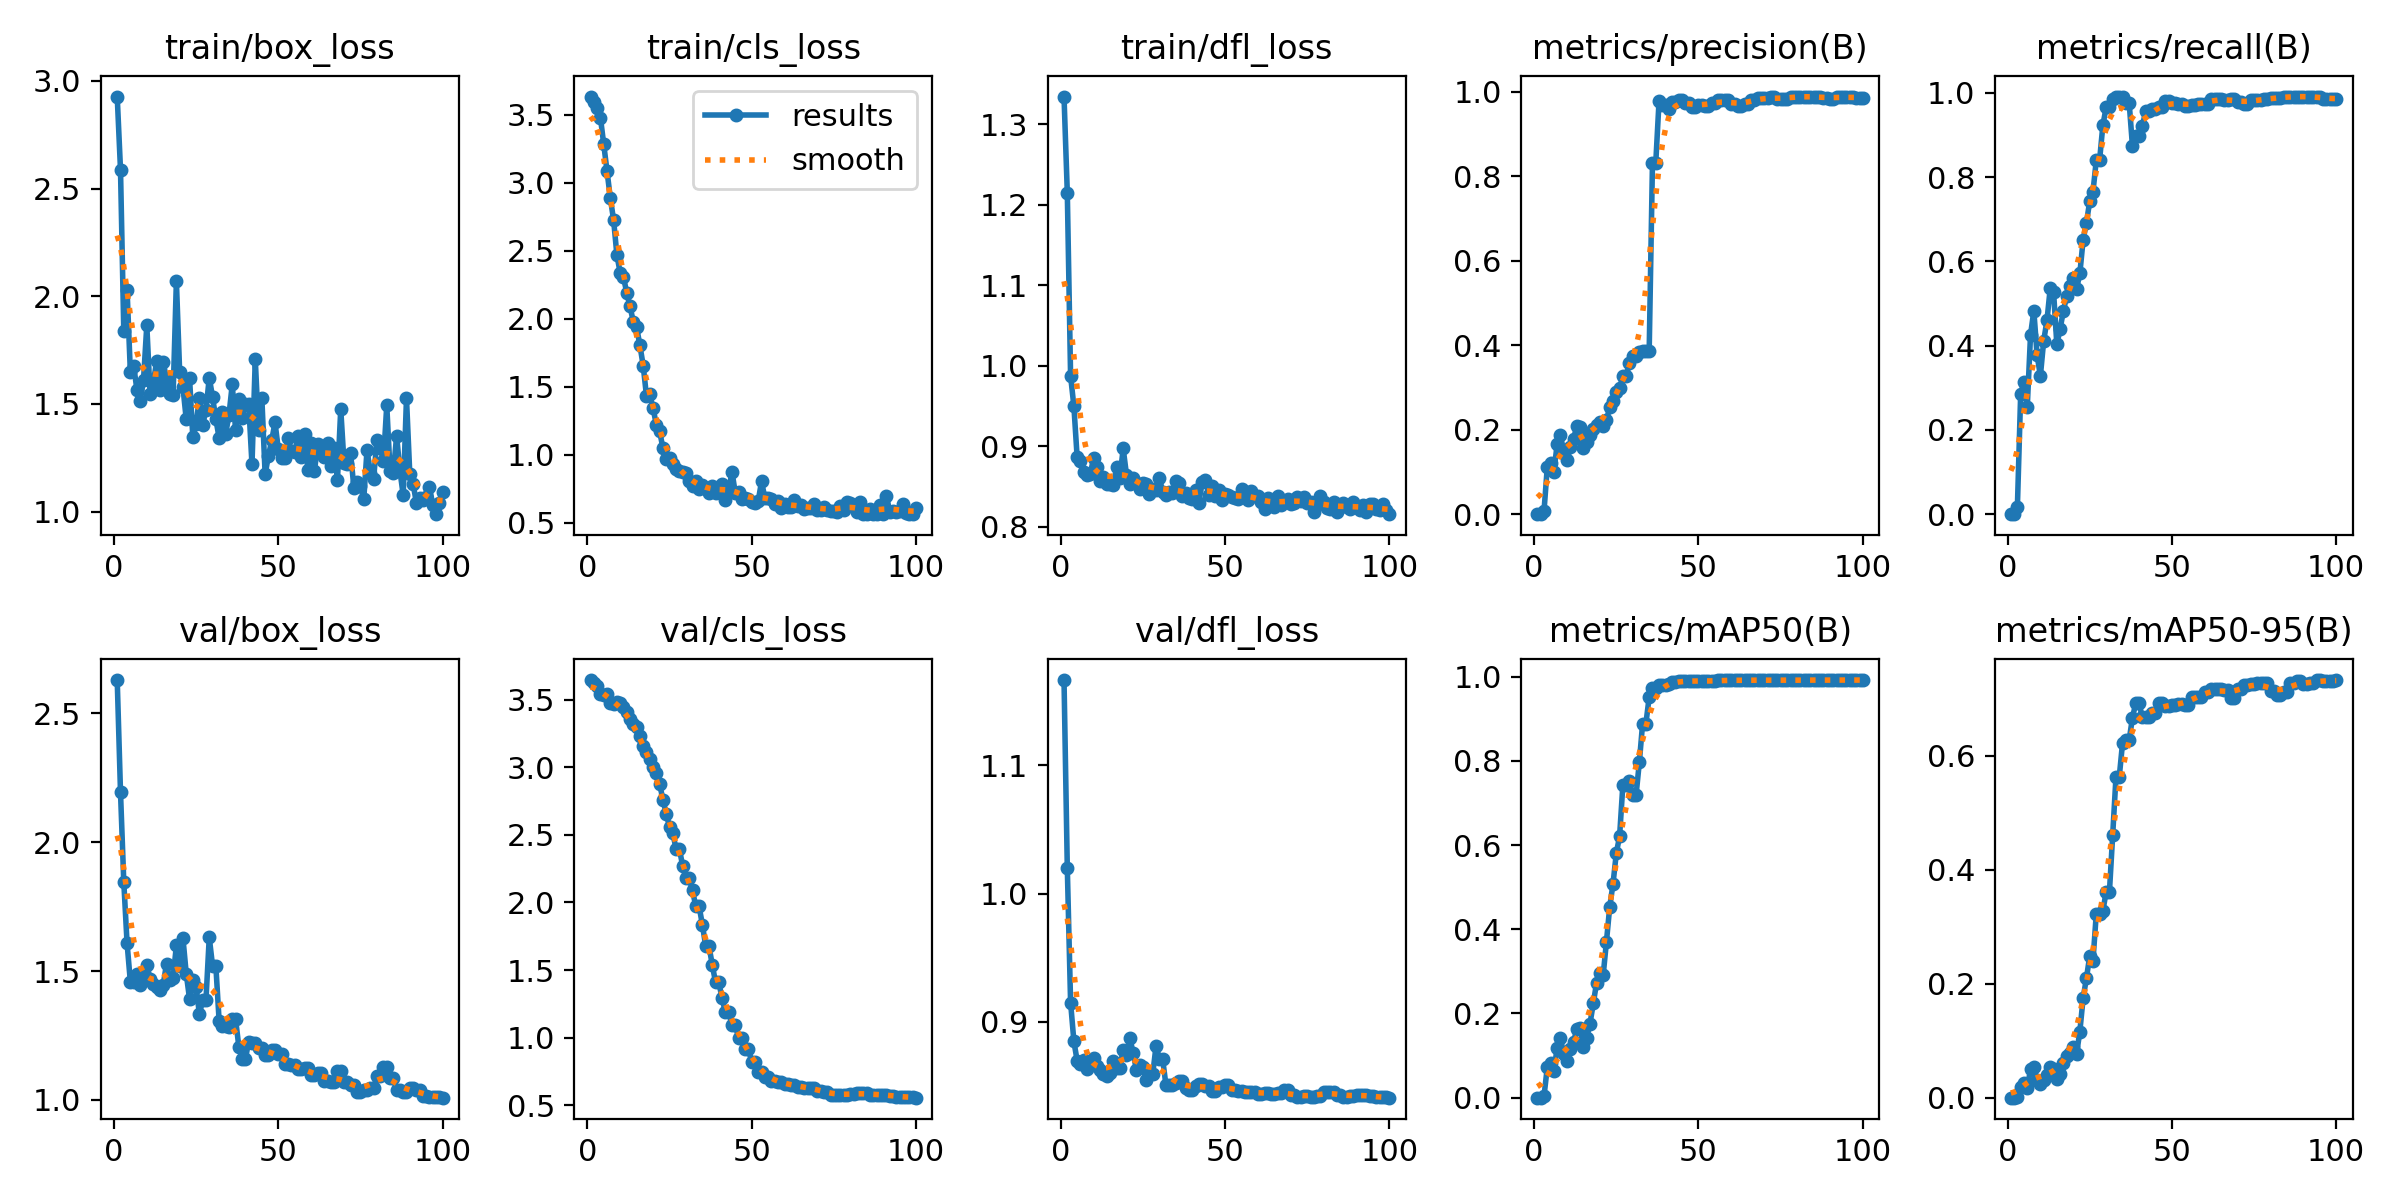 train/box_loss
3.0
2.5
2.0
1.5
1.0
0 50 100
train/cls_loss
results
smooth
3.5
3.0
2.5
2.0
1.5
1.0
0.5
0 50 100
train/dfl_loss
1.3
1.2
1.1
1.0
0.9
0.8
0 50 100
metrics/precision(B)
1.0
0.8
0.6
0.4
0.2
0.0
0 50 100
metrics/recall(B)
1.0
0.8
0.6
0.4
0.2
0.0
0 50 100
val/box_loss
2.5
2.0
1.5
1.0
0 50 100
val/cls_loss
3.5
3.0
2.5
2.0
1.5
1.0
0.5
0 50 100
val/dfl_loss
1.1
1.0
0.9
0 50 100
metrics/mAP50(B)
1.0
0.8
0.6
0.4
0.2
0.0
0 50 100
metrics/mAP50-95(B)
0.6
0.4
0.2
0.0
0 50 100